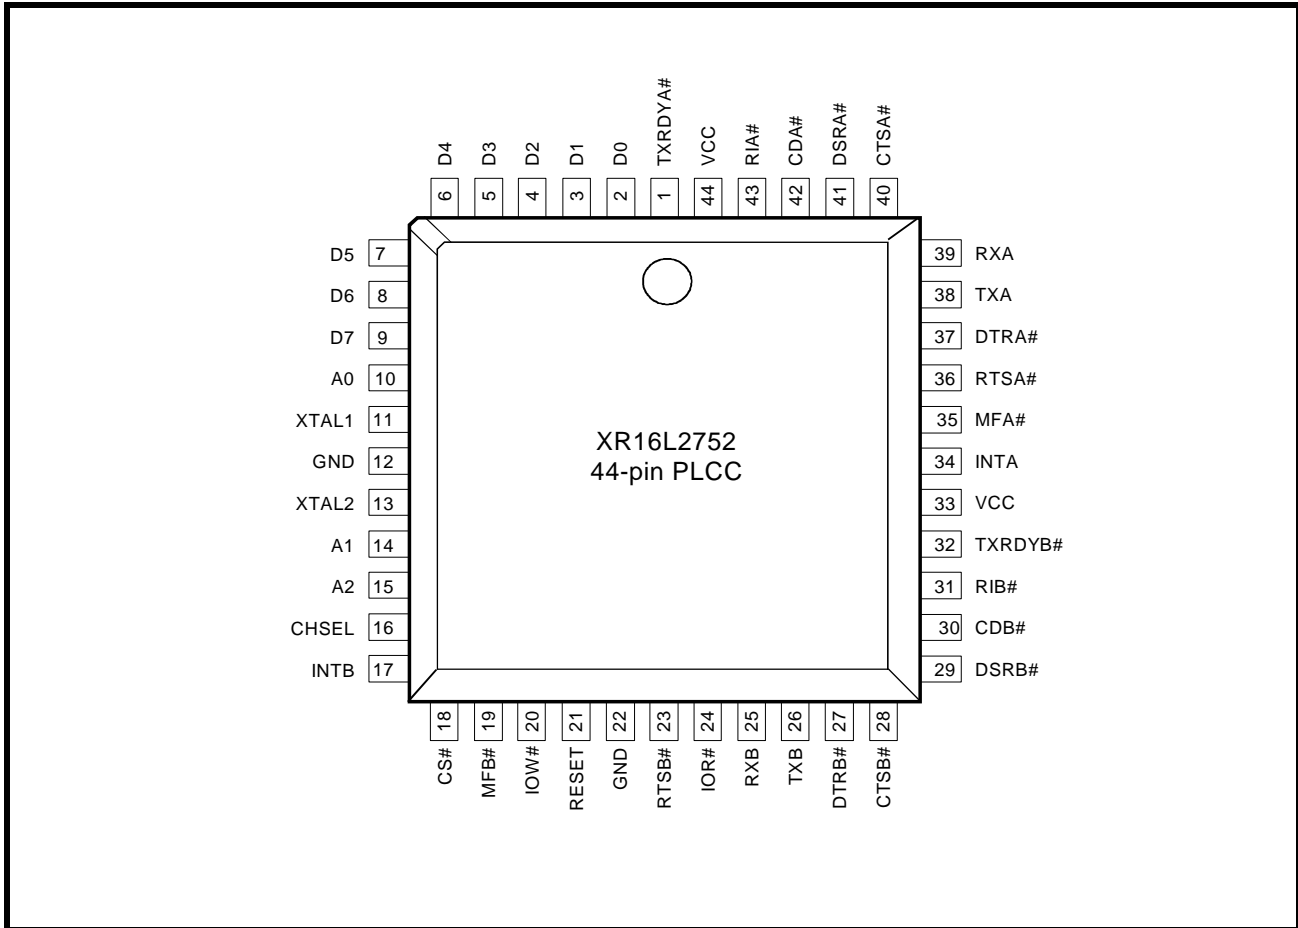 D4 D3 D2 D1 D0 TXRDYA# VCC RIA# CDA# DSRA# CTSA#
6 5 4 3 2 1 44 43 42 41 40
D5 7 39 RXA
D6 8 38 TXA
D7 9 37 DTRA#
A0 10 36 RTSA#
XTAL1 11 35 MFA#
XR16L2752
44-pin PLCC
GND 12 34 INTA
XTAL2 13 33 VCC
A1 14 32 TXRDYB#
A2 15 31 RIB#
CHSEL 16 30 CDB#
INTB 17 29 DSRB#
18 19 20 21 22 23 24 25 26 27 28
CS# MFB# IOW# RESET GND RTSB# IOR# RXB TXB DTRB# CTSB#